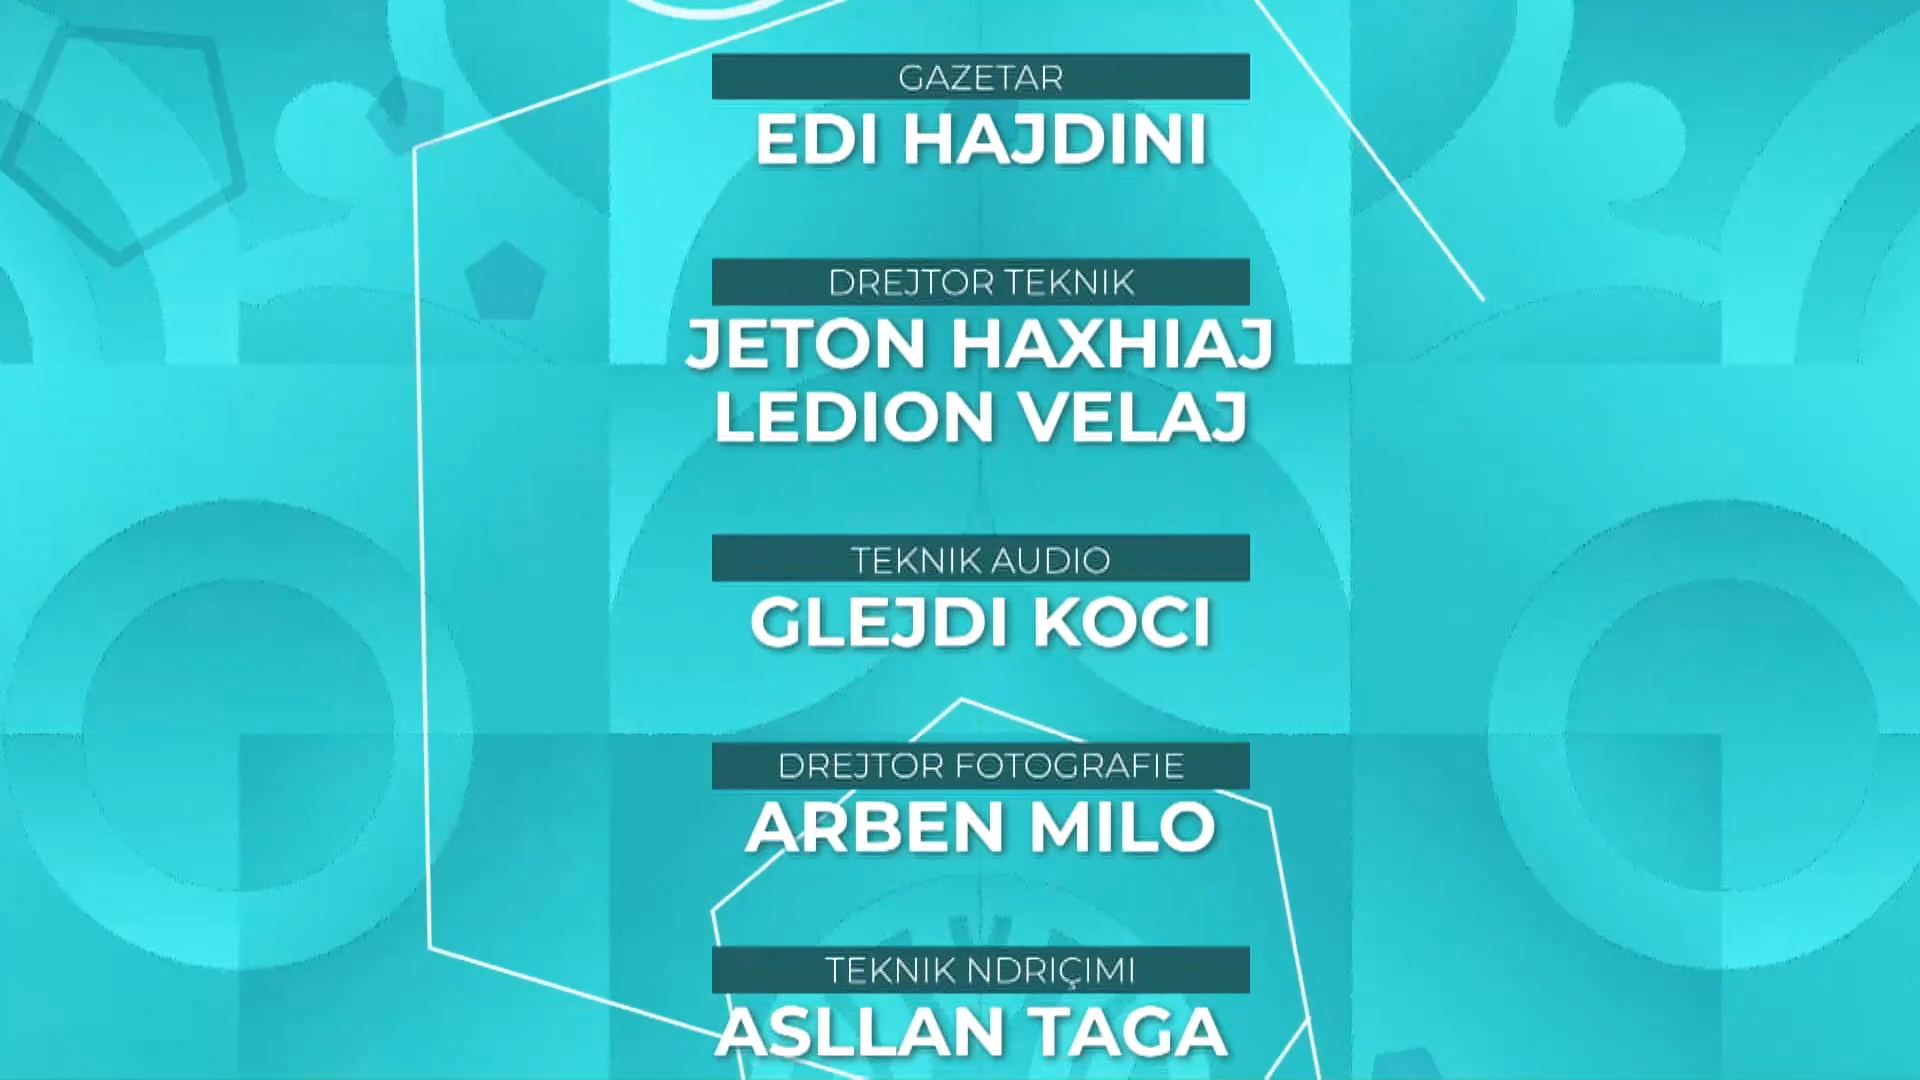 GAZETAR
EDI HAJDINI
DREJTOR TEKNIK
JETON HAXHIAJ
LEDION VELAJ
TEKNIK AUDIO
GLEJDI KOCI
DREJTOR FOTOGRAFIE
ARBEN MILO
TEKNIK NDRIÇIMI
ASLLAN TAGA